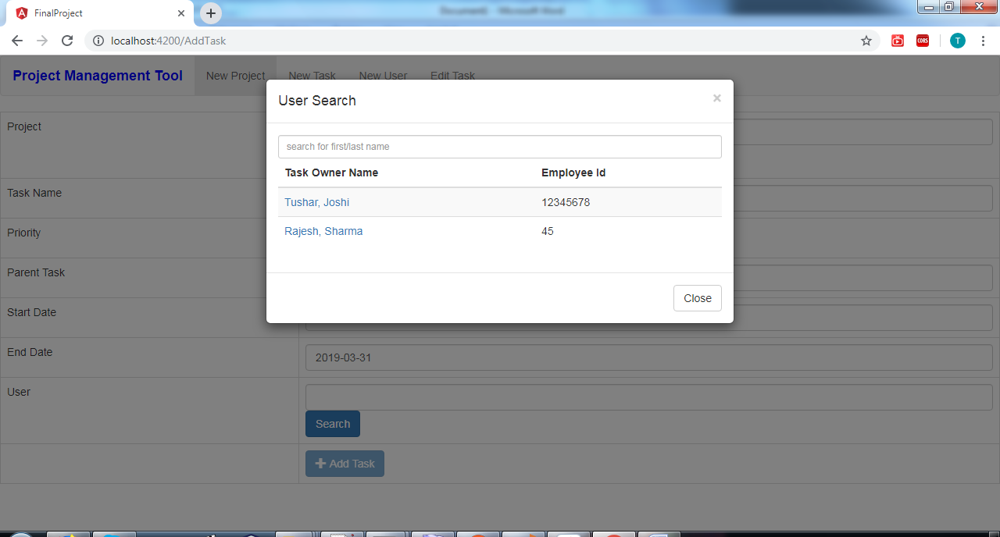 FinalProject
Document1 - Microsoft Word
localhost:4200/AddTask
CORS
T
Project Management Tool
New Project
New Task
New User
Edit Task
User Search
×
search for first/last name
Task Owner Name
Employee Id
Tushar, Joshi
12345678
Rajesh, Sharma
45
Close
Project
Task Name
Priority
Parent Task
Start Date
End Date
2019-03-31
User
Search
Add Task